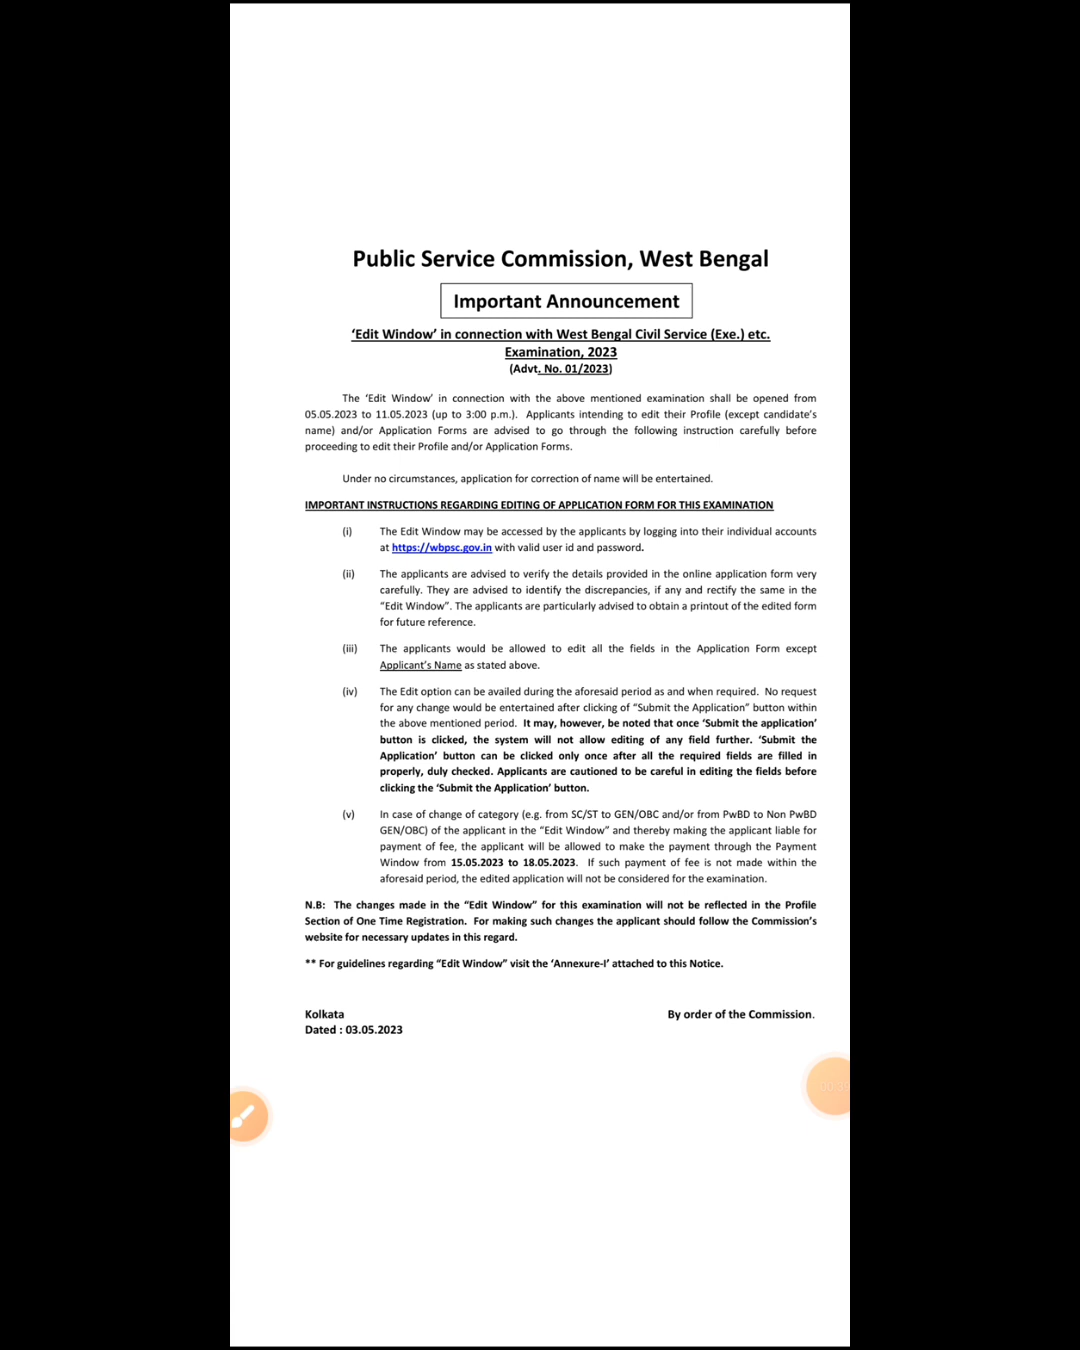 Public Service Commission, West Bengal
Important Announcement
‘Edit Window’ in connection with West Bengal Civil Service (Exe.) etc.
Examination, 2023
(Advt. No. 01/2023)
The ‘Edit Window’ in connection with the above mentioned examination shall be opened from
05.05.2023 to 11.05.2023 (up to 3:00 p.m.). Applicants intending to edit their Profile (except candidate’s
name) and/or Application Forms are advised to go through the following instruction carefully before
proceeding to edit their Profile and/or Application Forms.
Under no circumstances, application for correction of name will be entertained.
IMPORTANT INSTRUCTIONS REGARDING EDITING OF APPLICATION FORM FOR THIS EXAMINATION
(i) The Edit Window may be accessed by the applicants by logging into their individual accounts
at https://wbpsc.gov.in with valid user id and password.
(ii) The applicants are advised to verify the details provided in the online application form very
carefully. They are advised to identify the discrepancies, if any and rectify the same in the
“Edit Window”. The applicants are particularly advised to obtain a printout of the edited form
for future reference.
(iii) The applicants would be allowed to edit all the fields in the Application Form except
Applicant’s Name as stated above.
(iv) The Edit option can be availed during the aforesaid period as and when required. No request
for any change would be entertained after clicking of “Submit the Application” button within
the above mentioned period. It may, however, be noted that once ‘Submit the application’
button is clicked, the system will not allow editing of any field further. ‘Submit the
Application’ button can be clicked only once after all the required fields are filled in
properly, duly checked. Applicants are cautioned to be careful in editing the fields before
clicking the ‘Submit the Application’ button.
(v) In case of change of category (e.g. from SC/ST to GEN/OBC and/or from PwBD to Non PwBD
GEN/OBC) of the applicant in the “Edit Window” and thereby making the applicant liable for
payment of fee, the applicant will be allowed to make the payment through the Payment
Window from 15.05.2023 to 18.05.2023. If such payment of fee is not made within the
aforesaid period, the edited application will not be considered for the examination.
N.B: The changes made in the “Edit Window” for this examination will not be reflected in the Profile
Section of One Time Registration. For making such changes the applicant should follow the Commission’s
website for necessary updates in this regard.
** For guidelines regarding “Edit Window” visit the ‘Annexure-I’ attached to this Notice.
Kolkata By order of the Commission.
Dated : 03.05.2023